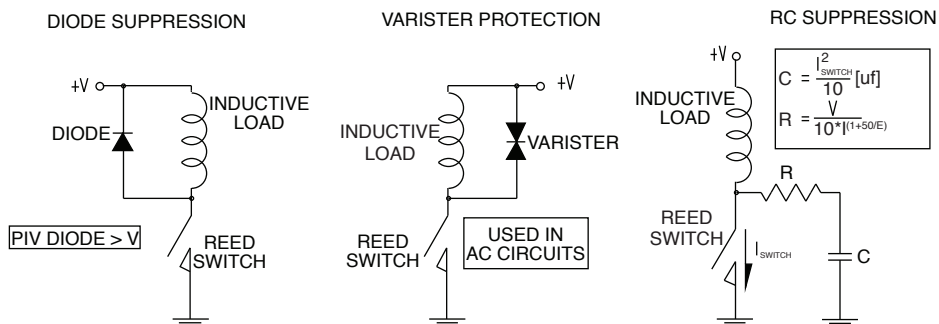 DIODE SUPPRESSION
+V
DIODE
INDUCTIVE
LOAD
PIV DIODE > V
REED
SWITCH
VARISTER PROTECTION
+V
INDUCTIVE
LOAD
VARISTER
REED
SWITCH
USED IN
AC CIRCUITS
RC SUPPRESSION
+V
C = I²SWITCH/10 [uf]
R = V/10*I(1+50/E)
INDUCTIVE
LOAD
R
REED
SWITCH
ISWITCH
C